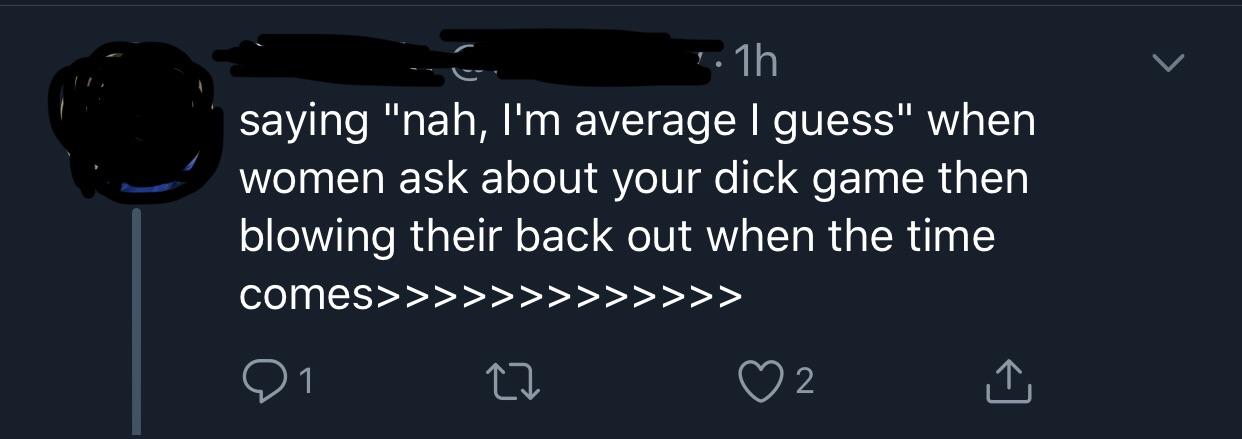 @ · 1h
saying "nah, I'm average I guess" when
women ask about your dick game then
blowing their back out when the time
comes>>>>>>>>>>>>>
1 2